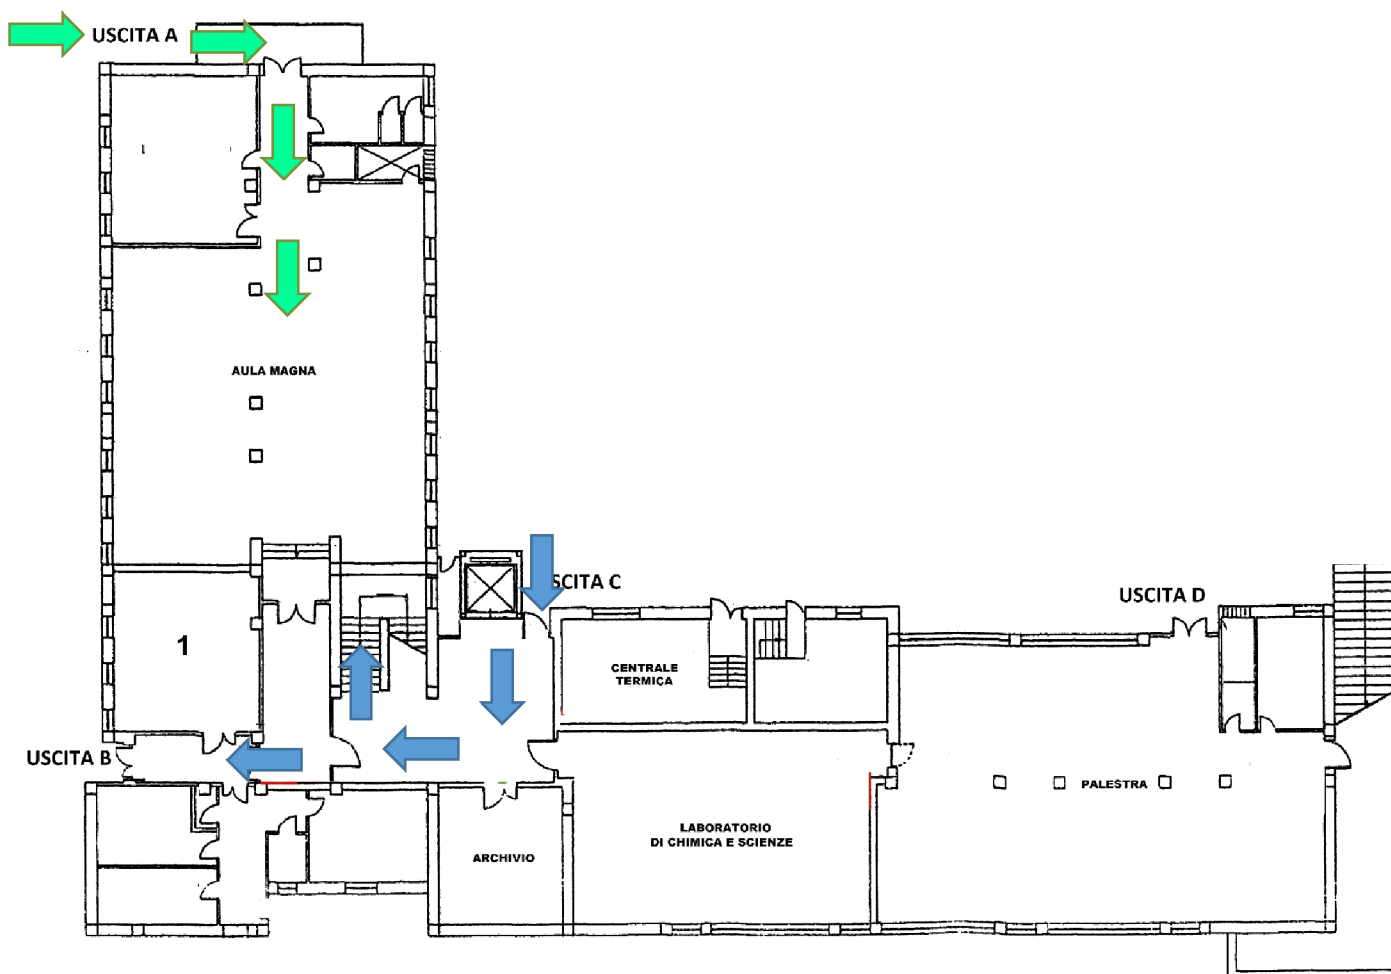 USCITA A
AULA MAGNA
SCITA C
USCITA D
1
CENTRALE
TERMICA
USCITA B
PALESTRA
LABORATORIO
DI CHIMICA E SCIENZE
ARCHIVIO